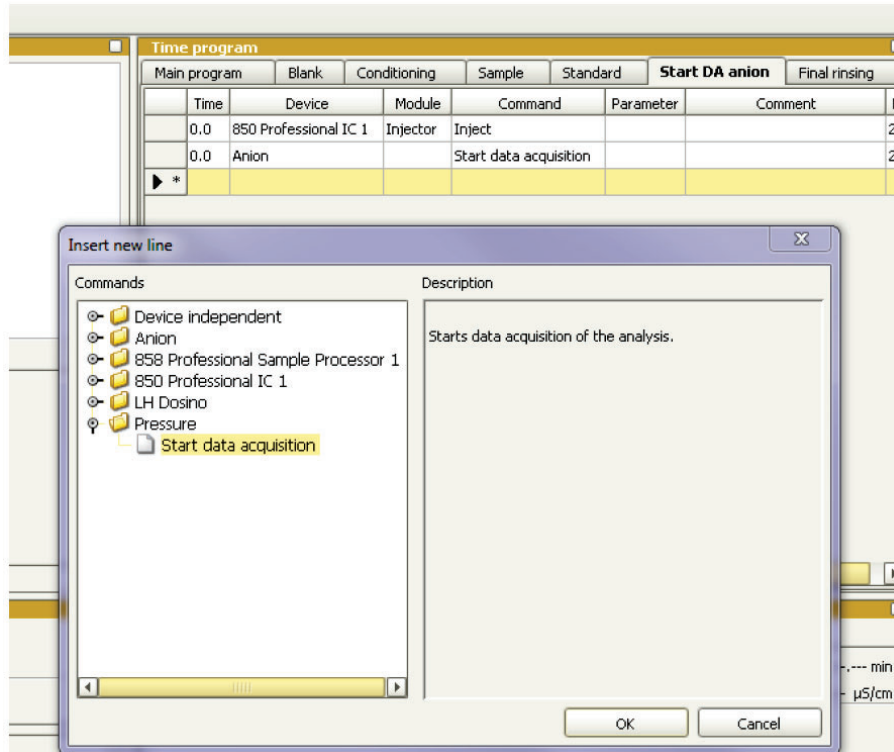 Time program
Main program Blank Conditioning Sample Standard Start DA anion Final rinsing
Time Device Module Command Parameter Comment
0.0 850 Professional IC 1 Injector Inject 2
0.0 Anion Start data acquisition 2
*
Insert new line
Commands Description
Device independent
Anion
858 Professional Sample Processor 1
850 Professional IC 1
LH Dosino
Pressure
Start data acquisition
Starts data acquisition of the analysis.
-.--- min
- µS/cm
OK Cancel